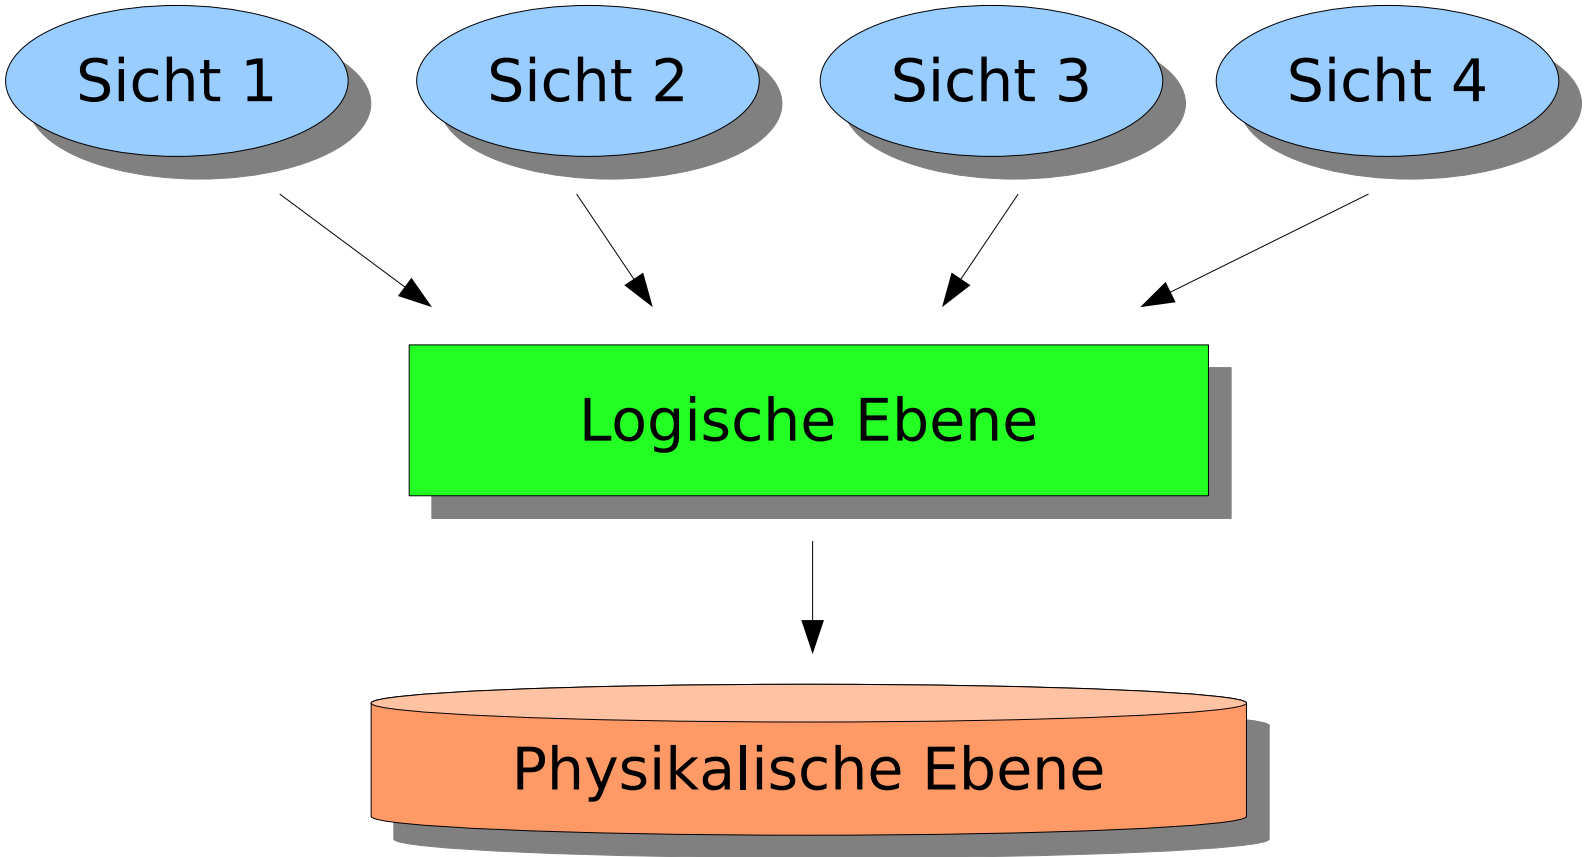 Sicht 1
Sicht 2
Sicht 3
Sicht 4
Logische Ebene
Physikalische Ebene